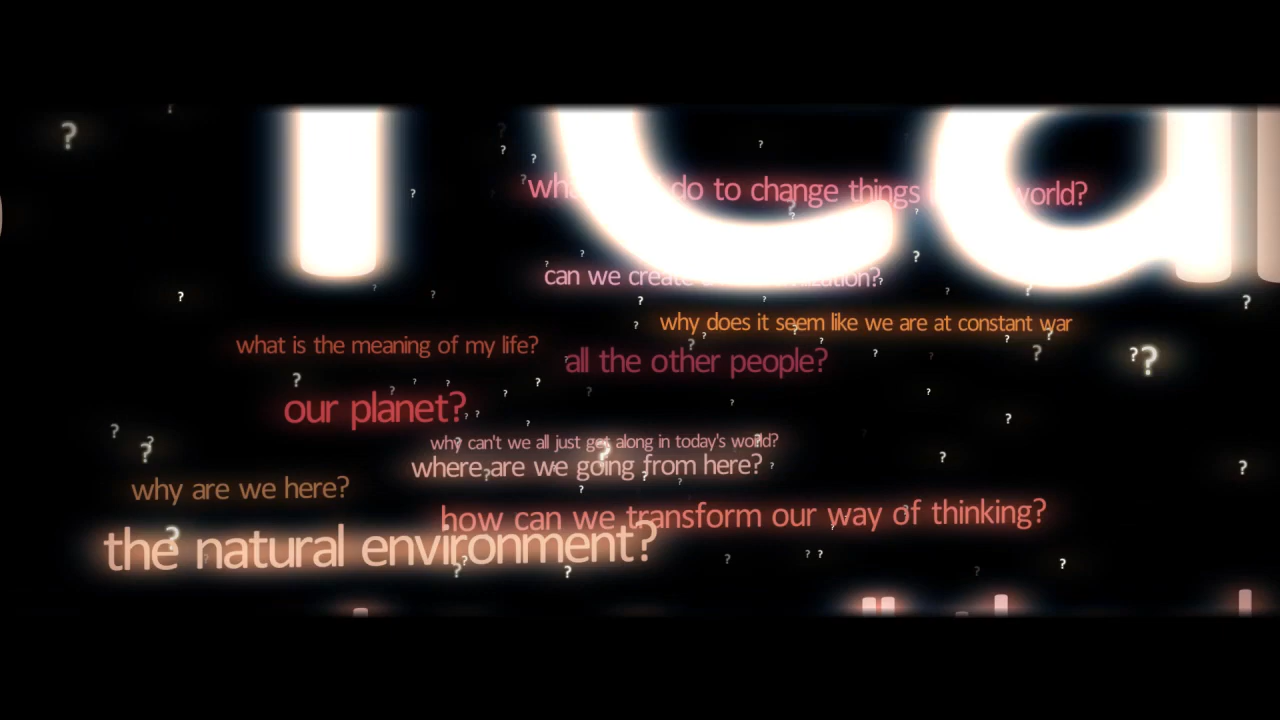 do to change things world?
can we create
why does it seem like we are at constant war
what is the meaning of my life?
all the other people?
our planet?
why can't we all just get along in today's world?
where are we going from here?
why are we here?
how can we transform our way of thinking?
the natural environment?